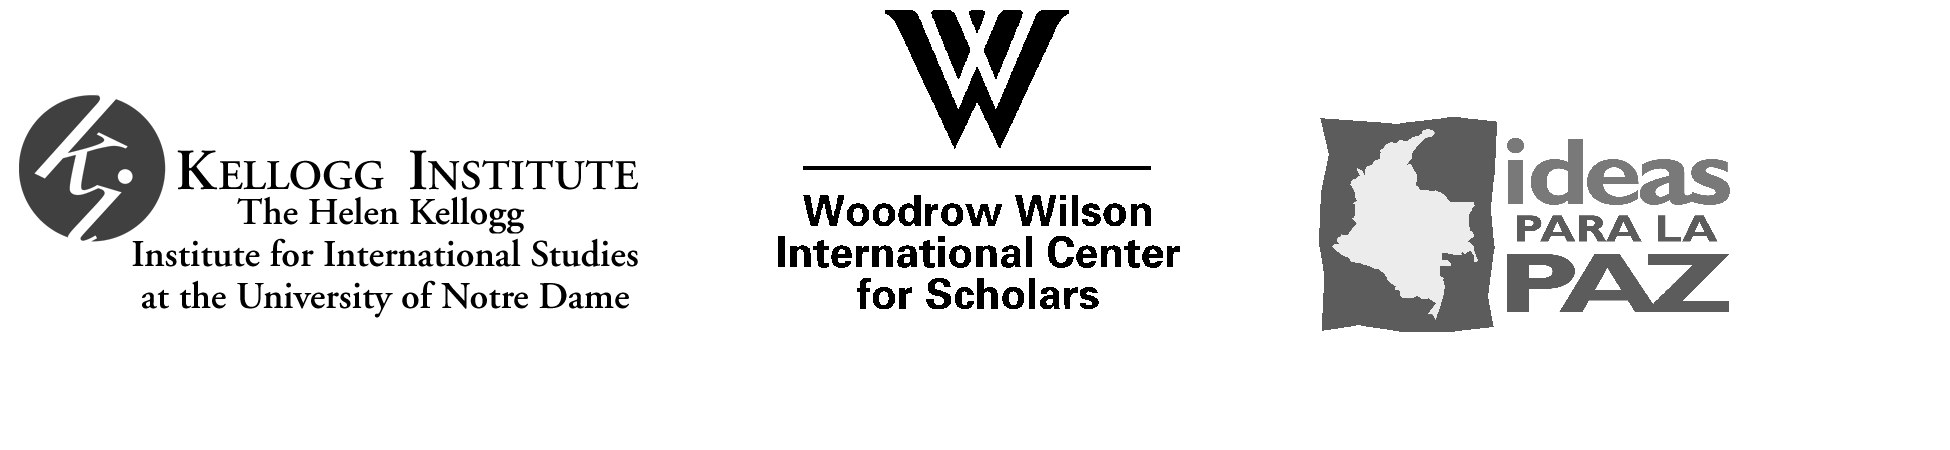 ki
KELLOGG INSTITUTE
The Helen Kellogg
Institute for International Studies
at the University of Notre Dame
W
Woodrow Wilson
International Center
for Scholars
ideas
PARA LA
PAZ